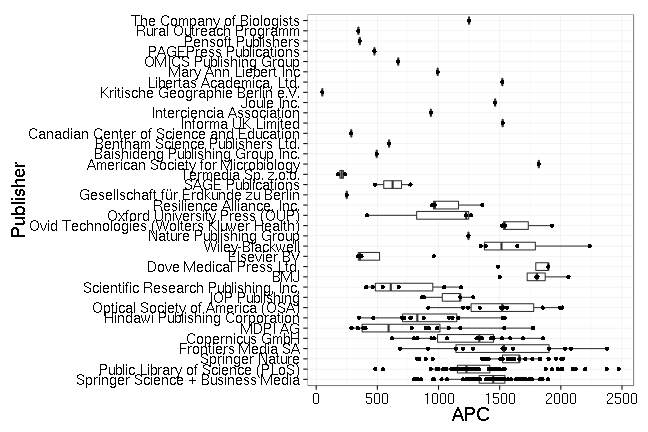 The Company of Biologists
Rural Outreach Programm
Pensoft Publishers
PAGEPress Publications
OMICS Publishing Group
Mary Ann Liebert Inc
Libertas Academica, Ltd.
Kritische Geographie Berlin e.V.
Joule Inc.
Interciencia Association
Informa UK Limited
Canadian Center of Science and Education
Bentham Science Publishers Ltd.
Baishideng Publishing Group Inc.
American Society for Microbiology
Termedia Sp. z.o.o.
SAGE Publications
Gesellschaft für Erdkunde zu Berlin
Resilience Alliance, Inc.
Oxford University Press (OUP)
Ovid Technologies (Wolters Kluwer Health)
Nature Publishing Group
Wiley-Blackwell
Elsevier BV
Dove Medical Press Ltd.
BMJ
Scientific Research Publishing, Inc.
IOP Publishing
Optical Society of America (OSA)
Hindawi Publishing Corporation
MDPI AG
Copernicus GmbH
Frontiers Media SA
Springer Nature
Public Library of Science (PLoS)
Springer Science + Business Media
Publisher
0 500 1000 1500 2000 2500
APC